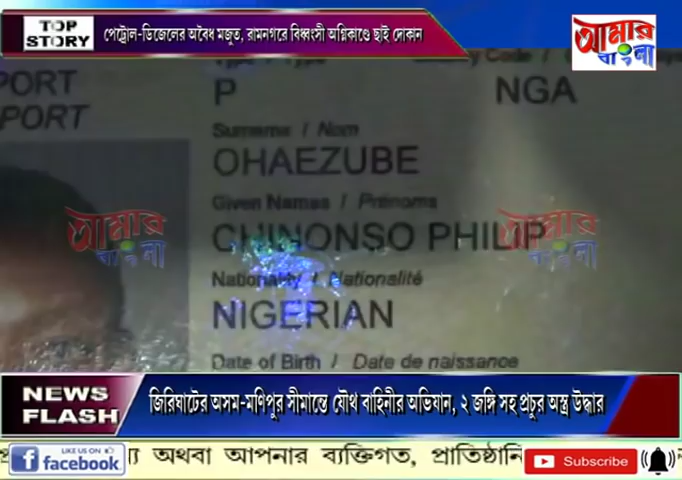 TOP
STORY
পেট্রোল-ডিজেলের অবৈধ মজুত, রামনগরে বিধ্বংসী অগ্নিকাণ্ডে ছাই দোকান
আমার
বাংলা
PORT
PORT
P
NGA
Surname / Nom
OHAEZUBE
Given Names / Prénoms
CHINONSO PHILIP
আমার
বাংলা
আমার
বাংলা
Nationality / Nationalité
NIGERIAN
Date of Birth / Date de naissance
NEWS
FLASH
জিরিঘাটের অসম-মণিপুর সীমান্তে যৌথ বাহিনীর অভিযান, ২ জঙ্গি সহ প্রচুর অস্ত্র উদ্ধার
LIKE US ON
facebook
অথবা আপনার ব্যক্তিগত, প্রাতিষ্ঠানি
Subscribe